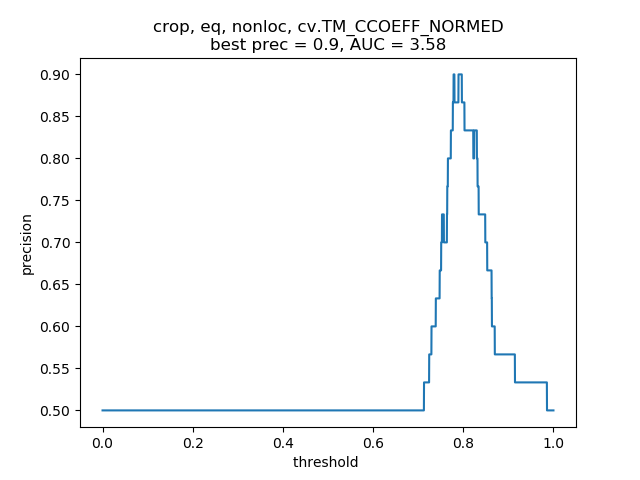 crop, eq, nonloc, cv.TM_CCOEFF_NORMED
best prec = 0.9, AUC = 3.58
0.90
0.85
0.80
0.75
0.70
0.65
0.60
0.55
0.50
precision
0.0 0.2 0.4 0.6 0.8 1.0
threshold